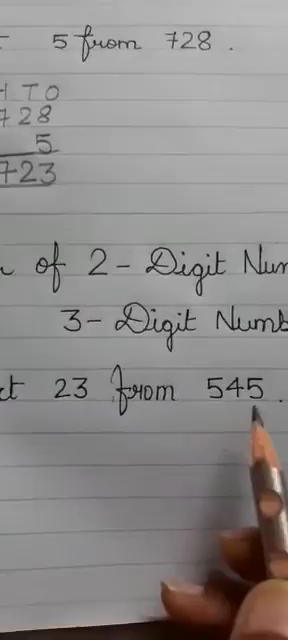 5 from 728.
H T O
7 2 8
5
7 2 3
of 2 - Digit Num
3 - Digit Numb
ct 23 from 545.